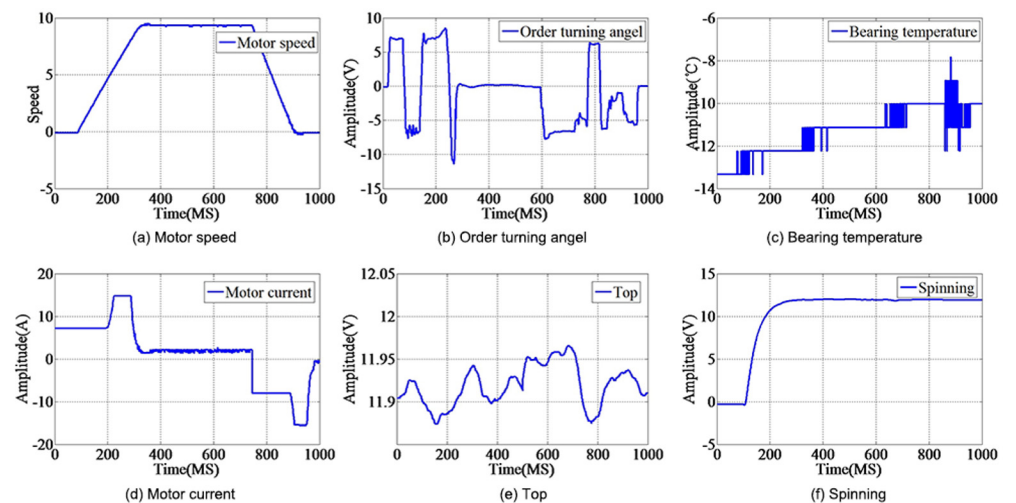 10
5
0
-5
0 200 400 600 800 1000
Speed
Time(MS)
Motor speed
(a) Motor speed
15
10
5
0
-5
-10
-15
0 200 400 600 800 1000
Amplitude(V)
Time(MS)
Order turning angel
(b) Order turning angel
-6
-8
-10
-12
-14
0 200 400 600 800 1000
Amplitude(℃)
Time(MS)
Bearing temperature
(c) Bearing temperature
20
10
0
-10
-20
0 200 400 600 800 1000
Amplitude(A)
Time(MS)
Motor current
(d) Motor current
12.05
12
11.95
11.9
0 200 400 600 800 1000
Amplitude(V)
Time(MS)
Top
(e) Top
15
10
5
0
-5
0 200 400 600 800 1000
Amplitude(V)
Time(MS)
Spinning
(f) Spinning